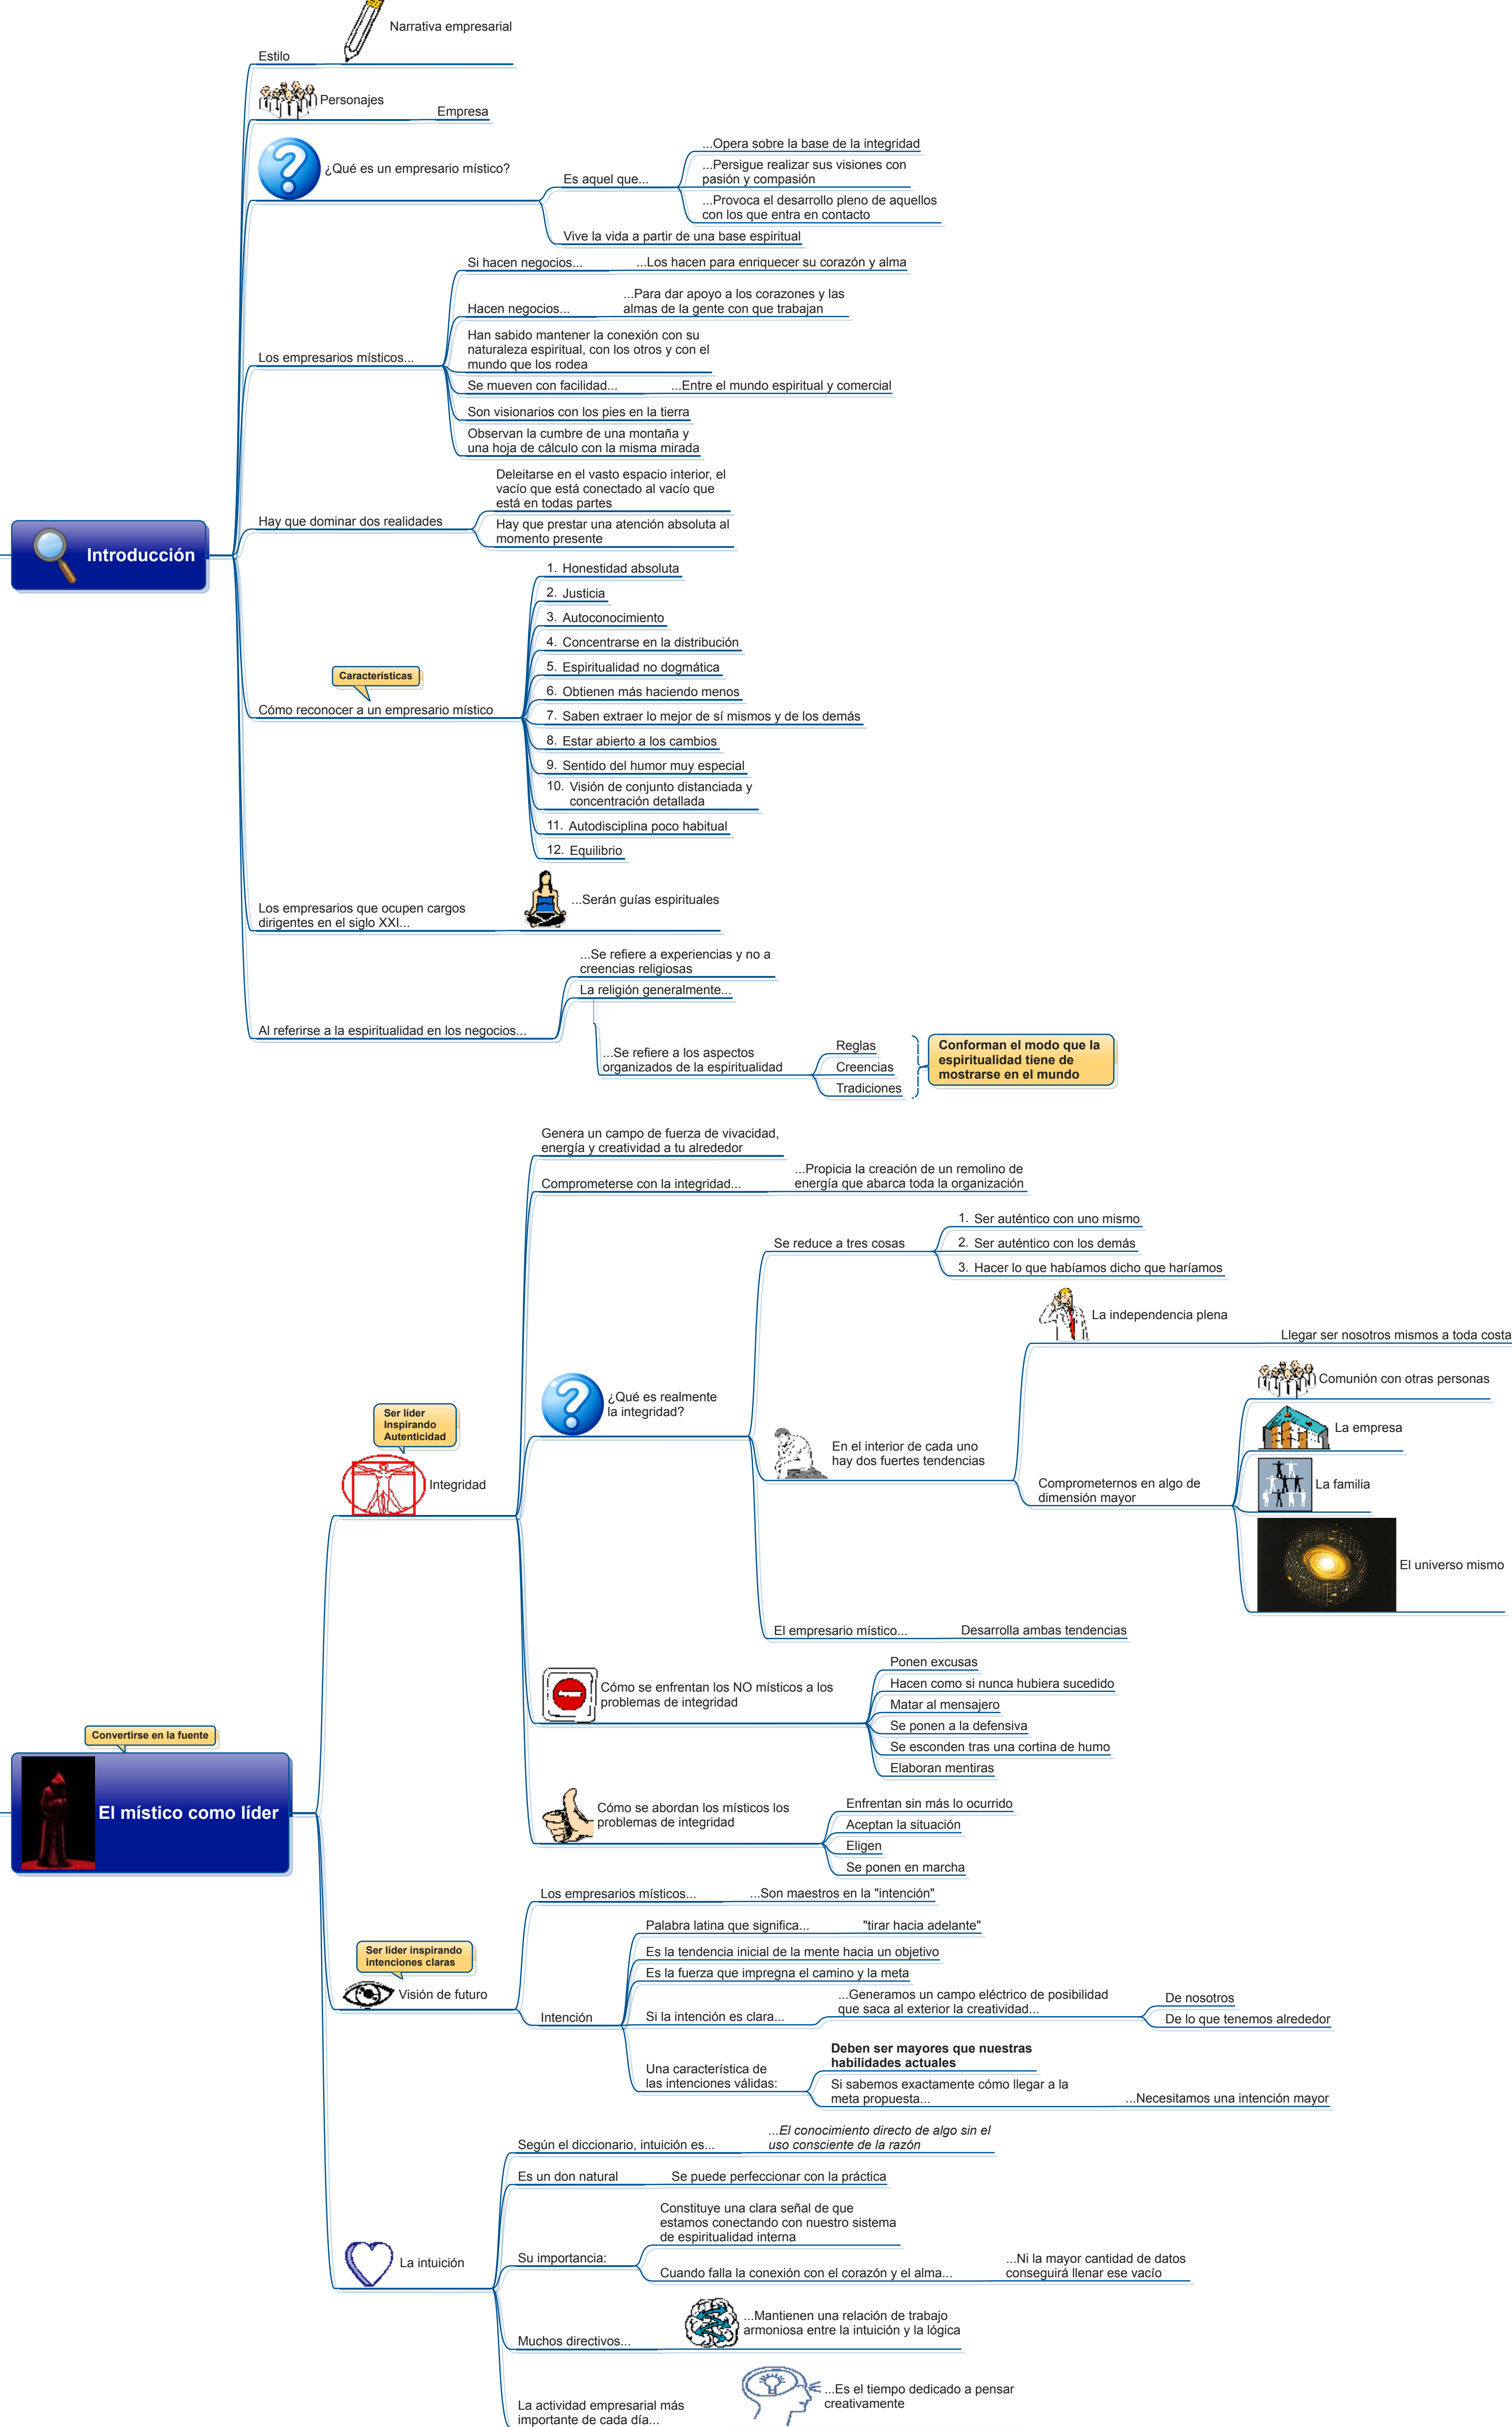 Narrativa empresarial
Estilo
Personajes
Empresa
¿Qué es un empresario místico?
Es aquel que...
...Opera sobre la base de la integridad
...Persigue realizar sus visiones con
pasión y compasión
...Provoca el desarrollo pleno de aquellos
con los que entra en contacto
Vive la vida a partir de una base espiritual
Los empresarios místicos...
Si hacen negocios...
...Los hacen para enriquecer su corazón y alma
Hacen negocios...
...Para dar apoyo a los corazones y las
almas de la gente con que trabajan
Han sabido mantener la conexión con su
naturaleza espiritual, con los otros y con el
mundo que los rodea
Se mueven con facilidad...
...Entre el mundo espiritual y comercial
Son visionarios con los pies en la tierra
Observan la cumbre de una montaña y
una hoja de cálculo con la misma mirada
Introducción
Hay que dominar dos realidades
Deleitarse en el vasto espacio interior, el
vacío que está conectado al vacío que
está en todas partes
Hay que prestar una atención absoluta al
momento presente
Características
Cómo reconocer a un empresario místico
1. Honestidad absoluta
2. Justicia
3. Autoconocimiento
4. Concentrarse en la distribución
5. Espiritualidad no dogmática
6. Obtienen más haciendo menos
7. Saben extraer lo mejor de sí mismos y de los demás
8. Estar abierto a los cambios
9. Sentido del humor muy especial
10. Visión de conjunto distanciada y
concentración detallada
11. Autodisciplina poco habitual
12. Equilibrio
Los empresarios que ocupen cargos
dirigentes en el siglo XXI...
...Serán guías espirituales
Al referirse a la espiritualidad en los negocios...
...Se refiere a experiencias y no a
creencias religiosas
La religión generalmente...
...Se refiere a los aspectos
organizados de la espiritualidad
Reglas
Creencias
Tradiciones
Conforman el modo que la
espiritualidad tiene de
mostrarse en el mundo
Convertirse en la fuente
El místico como líder
Ser líder
Inspirando
Autenticidad
Integridad
Genera un campo de fuerza de vivacidad,
energía y creatividad a tu alrededor
Comprometerse con la integridad...
...Propicia la creación de un remolino de
energía que abarca toda la organización
¿Qué es realmente
la integridad?
Se reduce a tres cosas
1. Ser auténtico con uno mismo
2. Ser auténtico con los demás
3. Hacer lo que habíamos dicho que haríamos
En el interior de cada uno
hay dos fuertes tendencias
La independencia plena
Llegar ser nosotros mismos a toda costa
Comprometernos en algo de
dimensión mayor
Comunión con otras personas
La empresa
La familia
El universo mismo
El empresario místico...
Desarrolla ambas tendencias
Cómo se enfrentan los NO místicos a los
problemas de integridad
Ponen excusas
Hacen como si nunca hubiera sucedido
Matar al mensajero
Se ponen a la defensiva
Se esconden tras una cortina de humo
Elaboran mentiras
Cómo se abordan los místicos los
problemas de integridad
Enfrentan sin más lo ocurrido
Aceptan la situación
Eligen
Se ponen en marcha
Ser líder inspirando
intenciones claras
Visión de futuro
Los empresarios místicos...
...Son maestros en la "intención"
Intención
Palabra latina que significa...
"tirar hacia adelante"
Es la tendencia inicial de la mente hacia un objetivo
Es la fuerza que impregna el camino y la meta
Si la intención es clara...
...Generamos un campo eléctrico de posibilidad
que saca al exterior la creatividad...
De nosotros
De lo que tenemos alrededor
Una característica de
las intenciones válidas:
Deben ser mayores que nuestras
habilidades actuales
Si sabemos exactamente cómo llegar a la
meta propuesta...
...Necesitamos una intención mayor
La intuición
Según el diccionario, intuición es...
...El conocimiento directo de algo sin el
uso consciente de la razón
Es un don natural
Se puede perfeccionar con la práctica
Su importancia:
Constituye una clara señal de que
estamos conectando con nuestro sistema
de espiritualidad interna
Cuando falla la conexión con el corazón y el alma...
...Ni la mayor cantidad de datos
conseguirá llenar ese vacío
Muchos directivos...
...Mantienen una relación de trabajo
armoniosa entre la intuición y la lógica
La actividad empresarial más
importante de cada día...
...Es el tiempo dedicado a pensar
creativamente